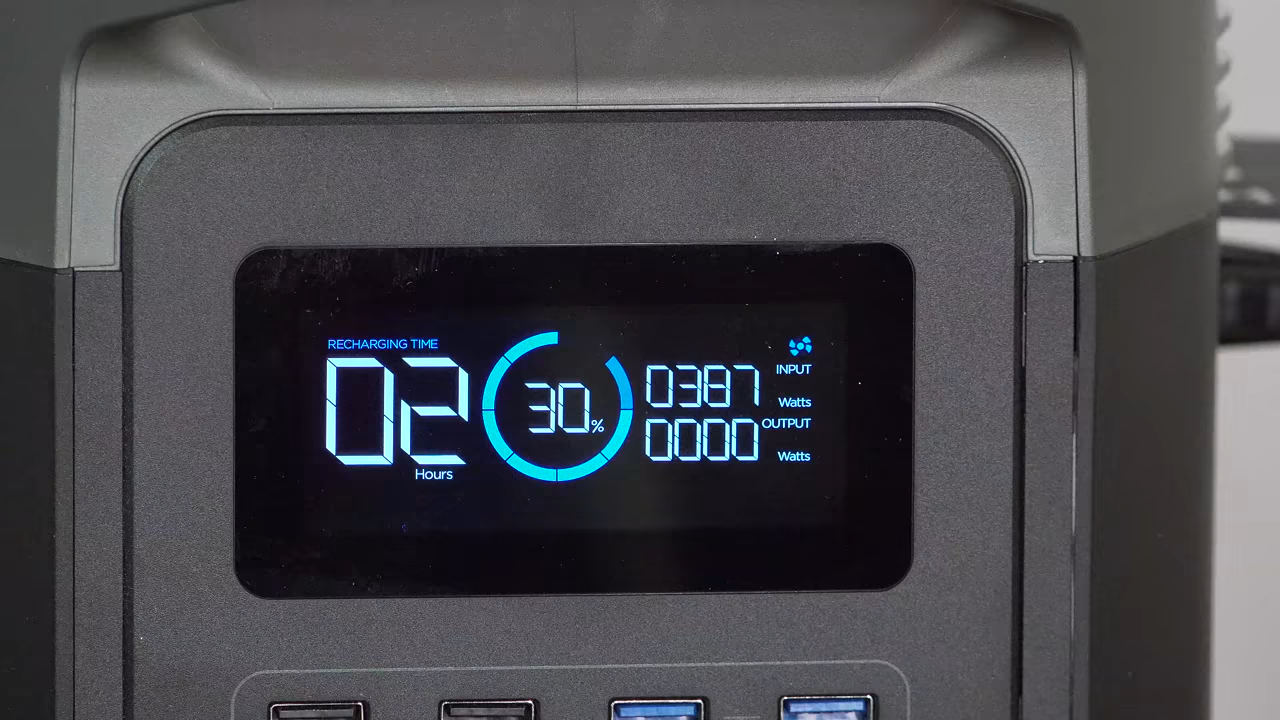 RECHARGING TIME
02
Hours
30%
0387
INPUT
Watts
0000
OUTPUT
Watts